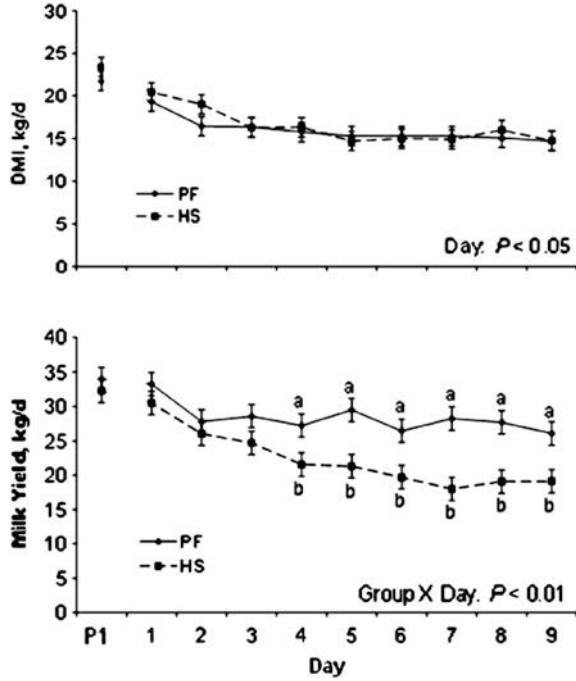 30
25
20
15
10
5
0
DMI, kg/d
PF
HS
Day. P < 0.05
40
35
30
25
20
15
10
5
0
Milk Yield, kg/d
a a a a a a
b b b b b b
PF
HS
Group X Day. P < 0.01
P1 1 2 3 4 5 6 7 8 9
Day